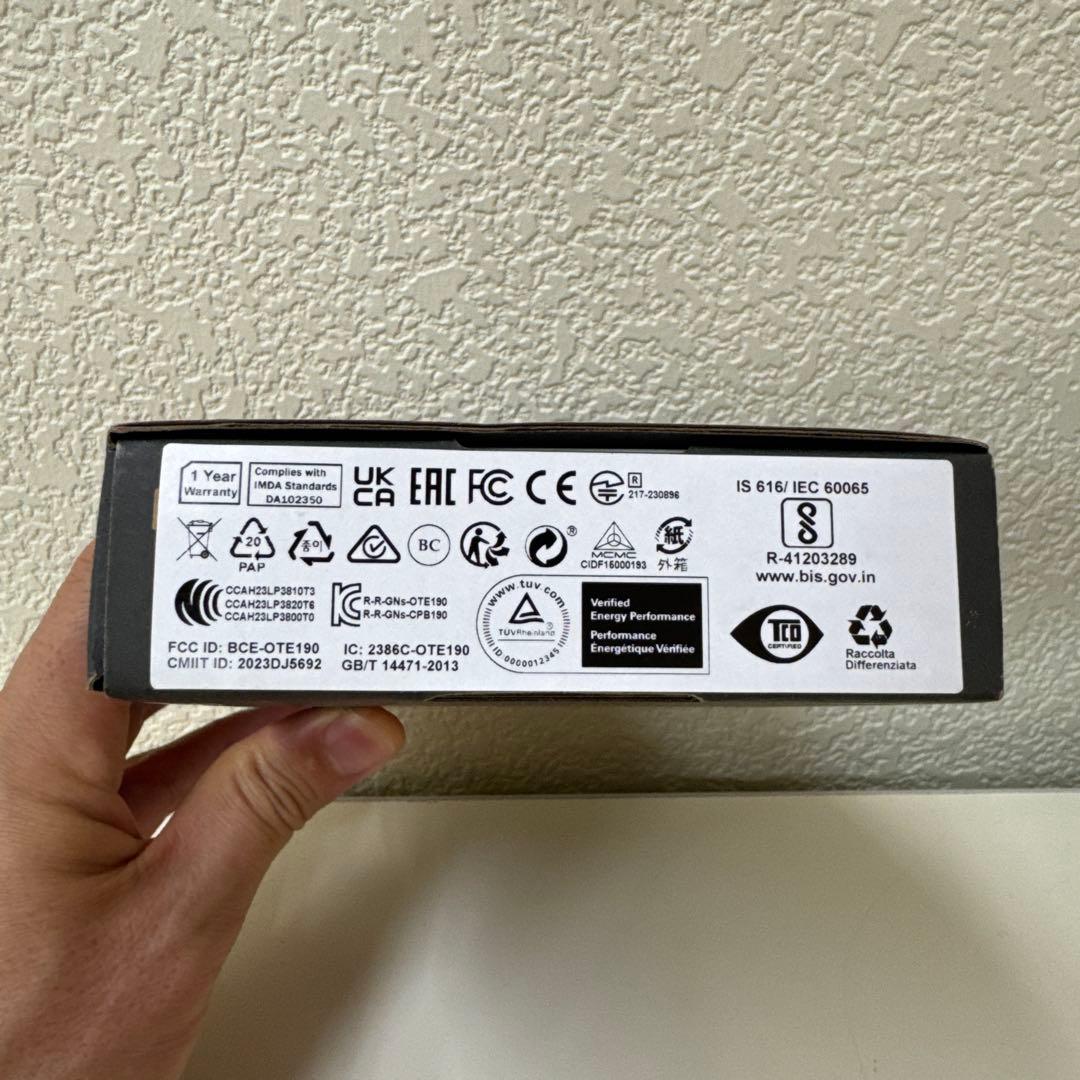 1 Year
Warranty
Complies with
IMDA Standards
DA102350
UK
CA
EAC
FC
CE
R
217-230896
IS 616/ IEC 60065
R-41203289
www.bis.gov.in
20
PAP
종이
BC
®
MCMC
CIDF16000193
紙
外箱
CCAH23LP3810T3
CCAH23LP3820T6
CCAH23LP3800T0
R-R-GNs-OTE190
R-R-GNs-CPB190
www.tuv.com
TÜVRheinland®
ID 0000012345
Verified
Energy Performance
Performance
Énergétique Vérifiée
TCO
CERTIFIED
Raccolta
Differenziata
FCC ID: BCE-OTE190
IC: 2386C-OTE190
CMIIT ID: 2023DJ5692
GB/T 14471-2013